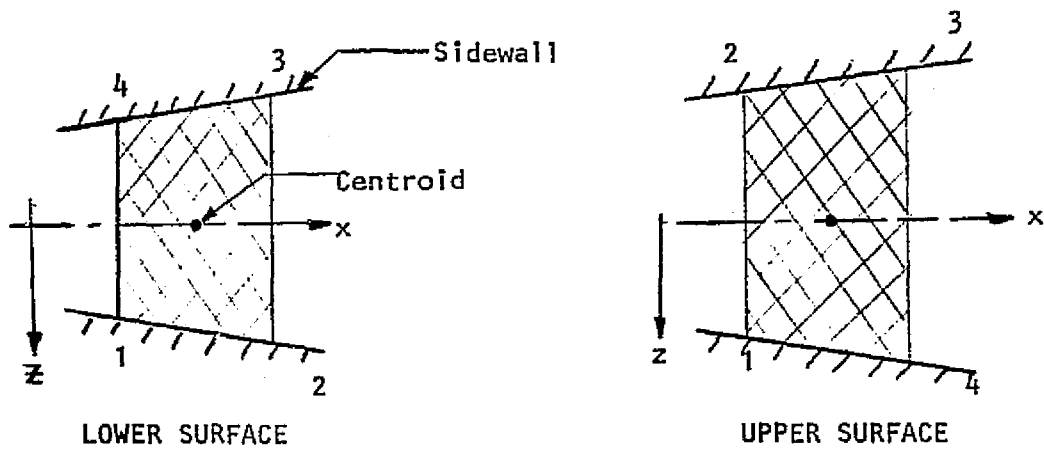 3
Sidewall
4
Centroid
x
z
1
2
LOWER SURFACE
3
2
x
z
1
4
UPPER SURFACE